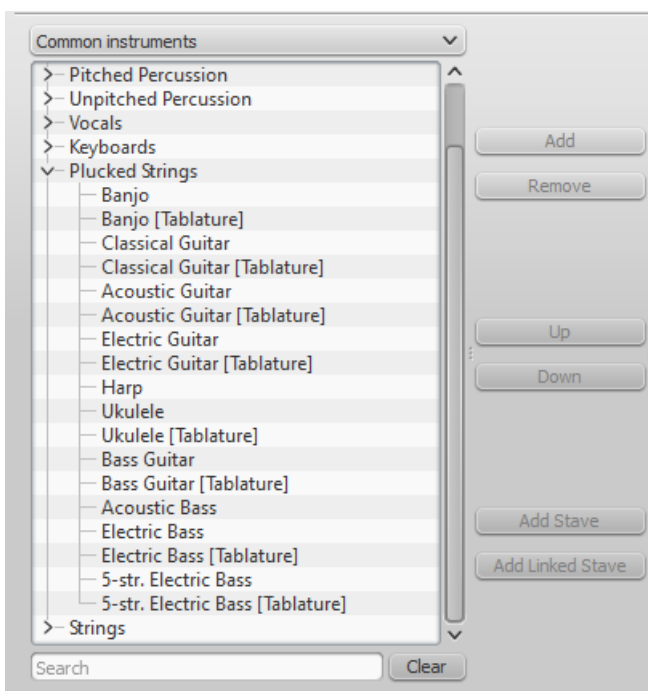 Common instruments
Pitched Percussion
Unpitched Percussion
Vocals
Keyboards
Plucked Strings
Banjo
Banjo [Tablature]
Classical Guitar
Classical Guitar [Tablature]
Acoustic Guitar
Acoustic Guitar [Tablature]
Electric Guitar
Electric Guitar [Tablature]
Harp
Ukulele
Ukulele [Tablature]
Bass Guitar
Bass Guitar [Tablature]
Acoustic Bass
Electric Bass
Electric Bass [Tablature]
5-str. Electric Bass
5-str. Electric Bass [Tablature]
Strings
Search
Clear
Add
Remove
Up
Down
Add Stave
Add Linked Stave